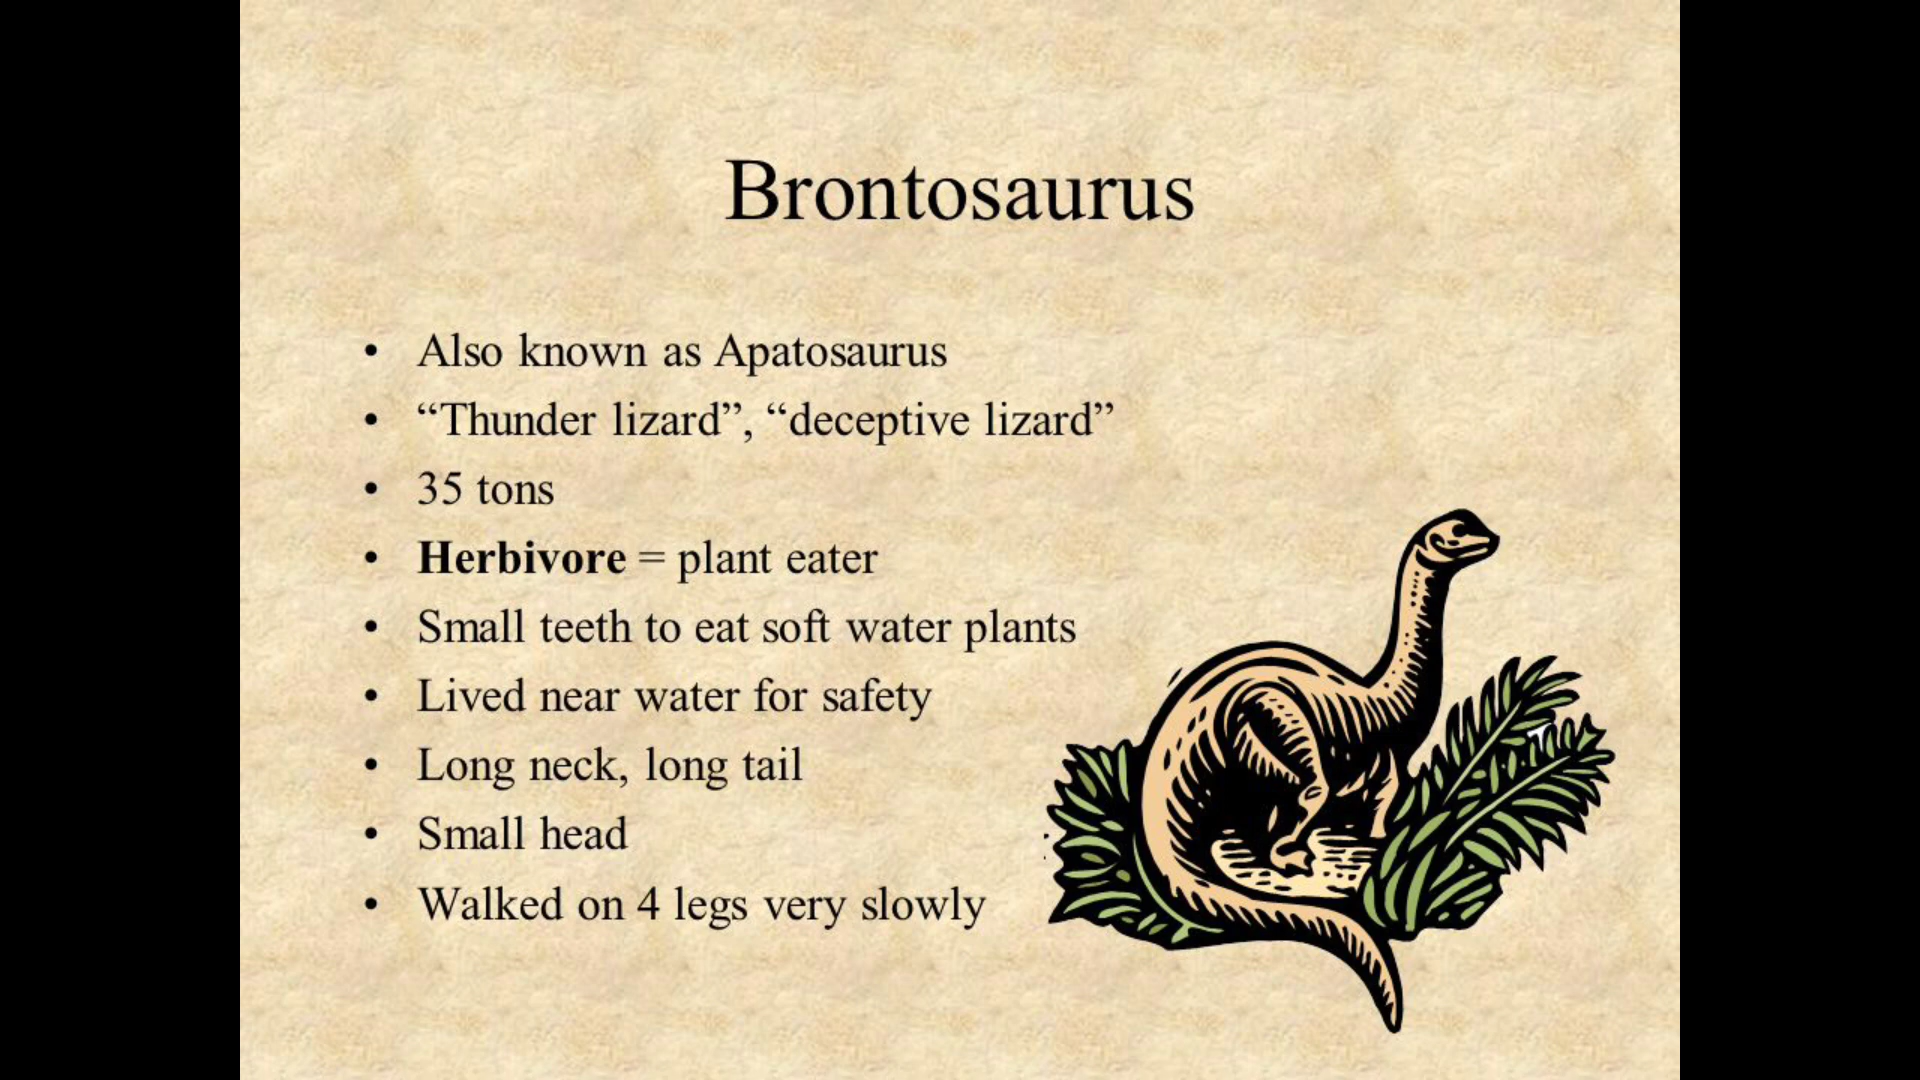 Brontosaurus
• Also known as Apatosaurus
• “Thunder lizard”, “deceptive lizard”
• 35 tons
• Herbivore = plant eater
• Small teeth to eat soft water plants
• Lived near water for safety
• Long neck, long tail
• Small head
• Walked on 4 legs very slowly